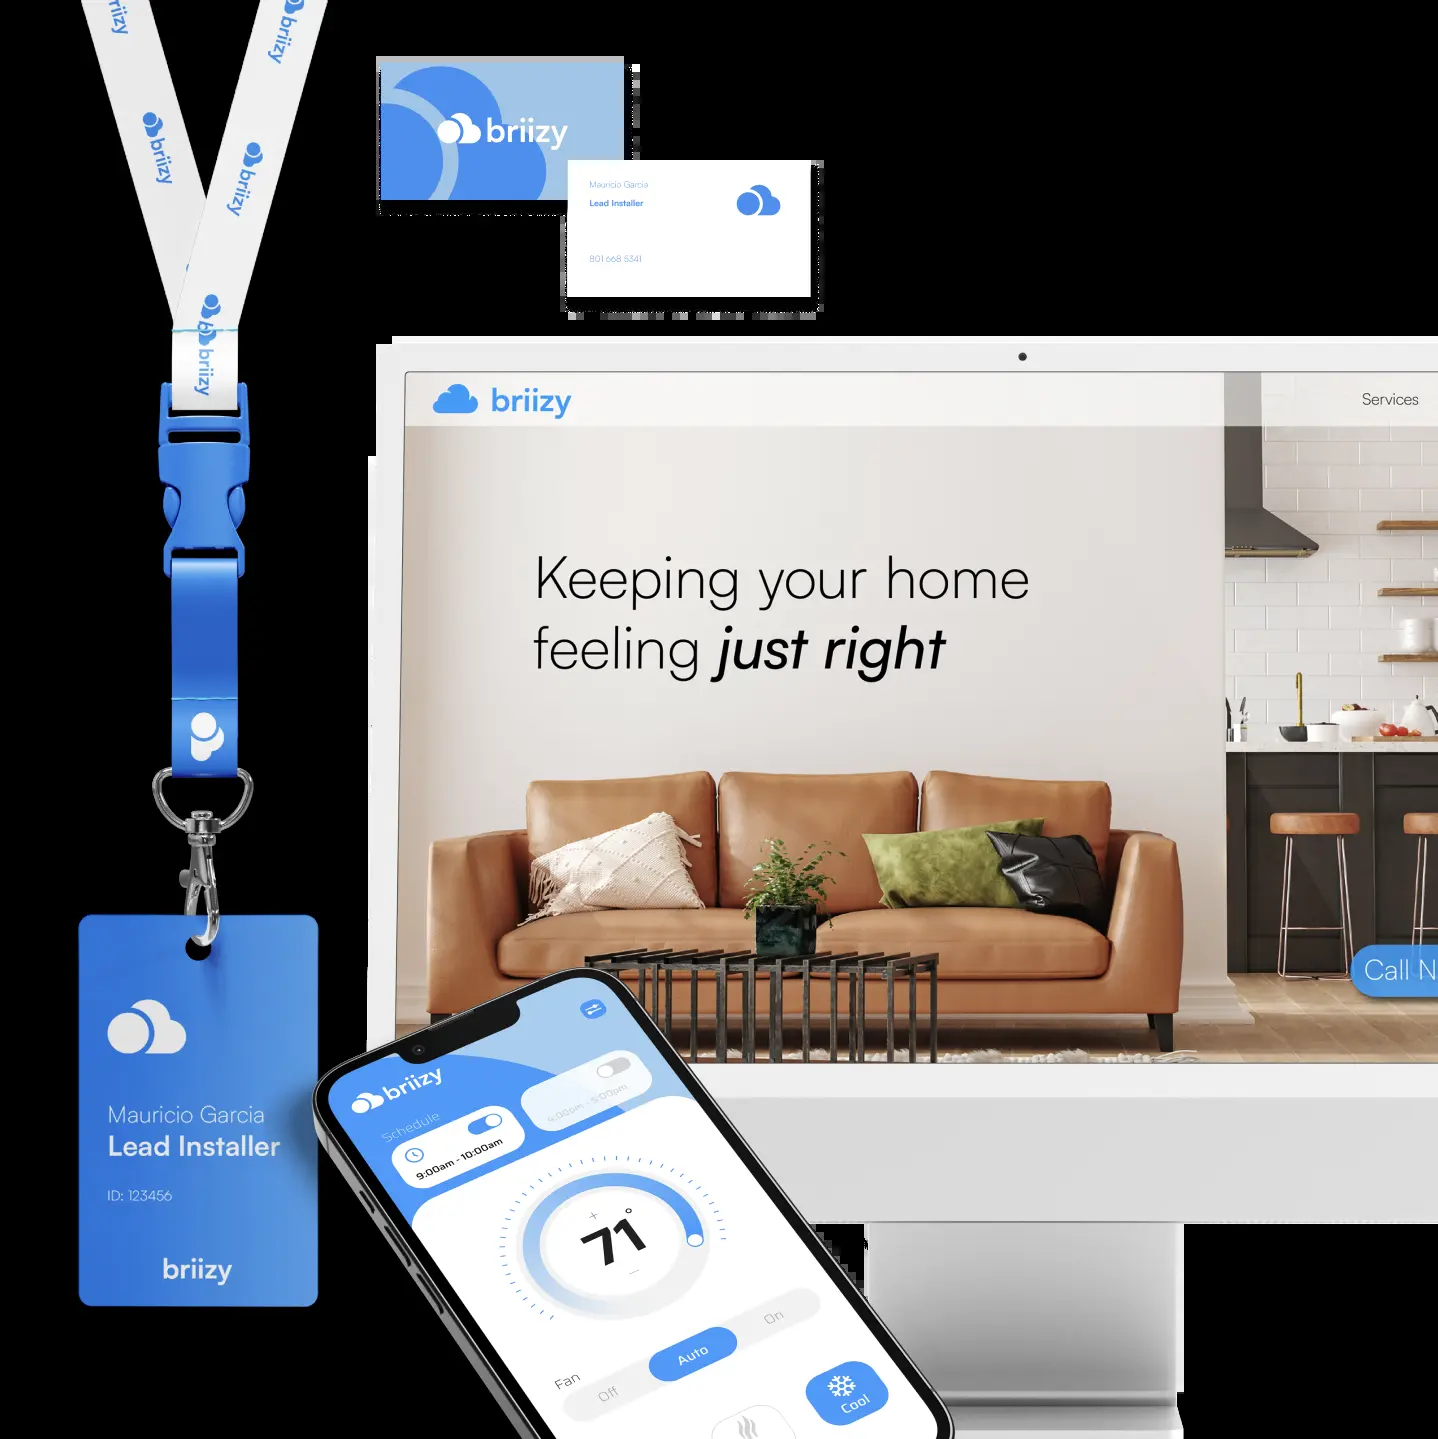 riizy
briizy
briizy
briizy
briizy
b
briizy
briizy
Mauricio Garcia
Lead Installer
801 668 5341
briizy
Services
Keeping your home
feeling just right
Call N
Mauricio Garcia
Lead Installer
ID: 123456
briizy
briizy
Schedule
9:00am - 10:00am
4:00pm - 5:00pm
+
71°
Fan
Off
Auto
On
Cool